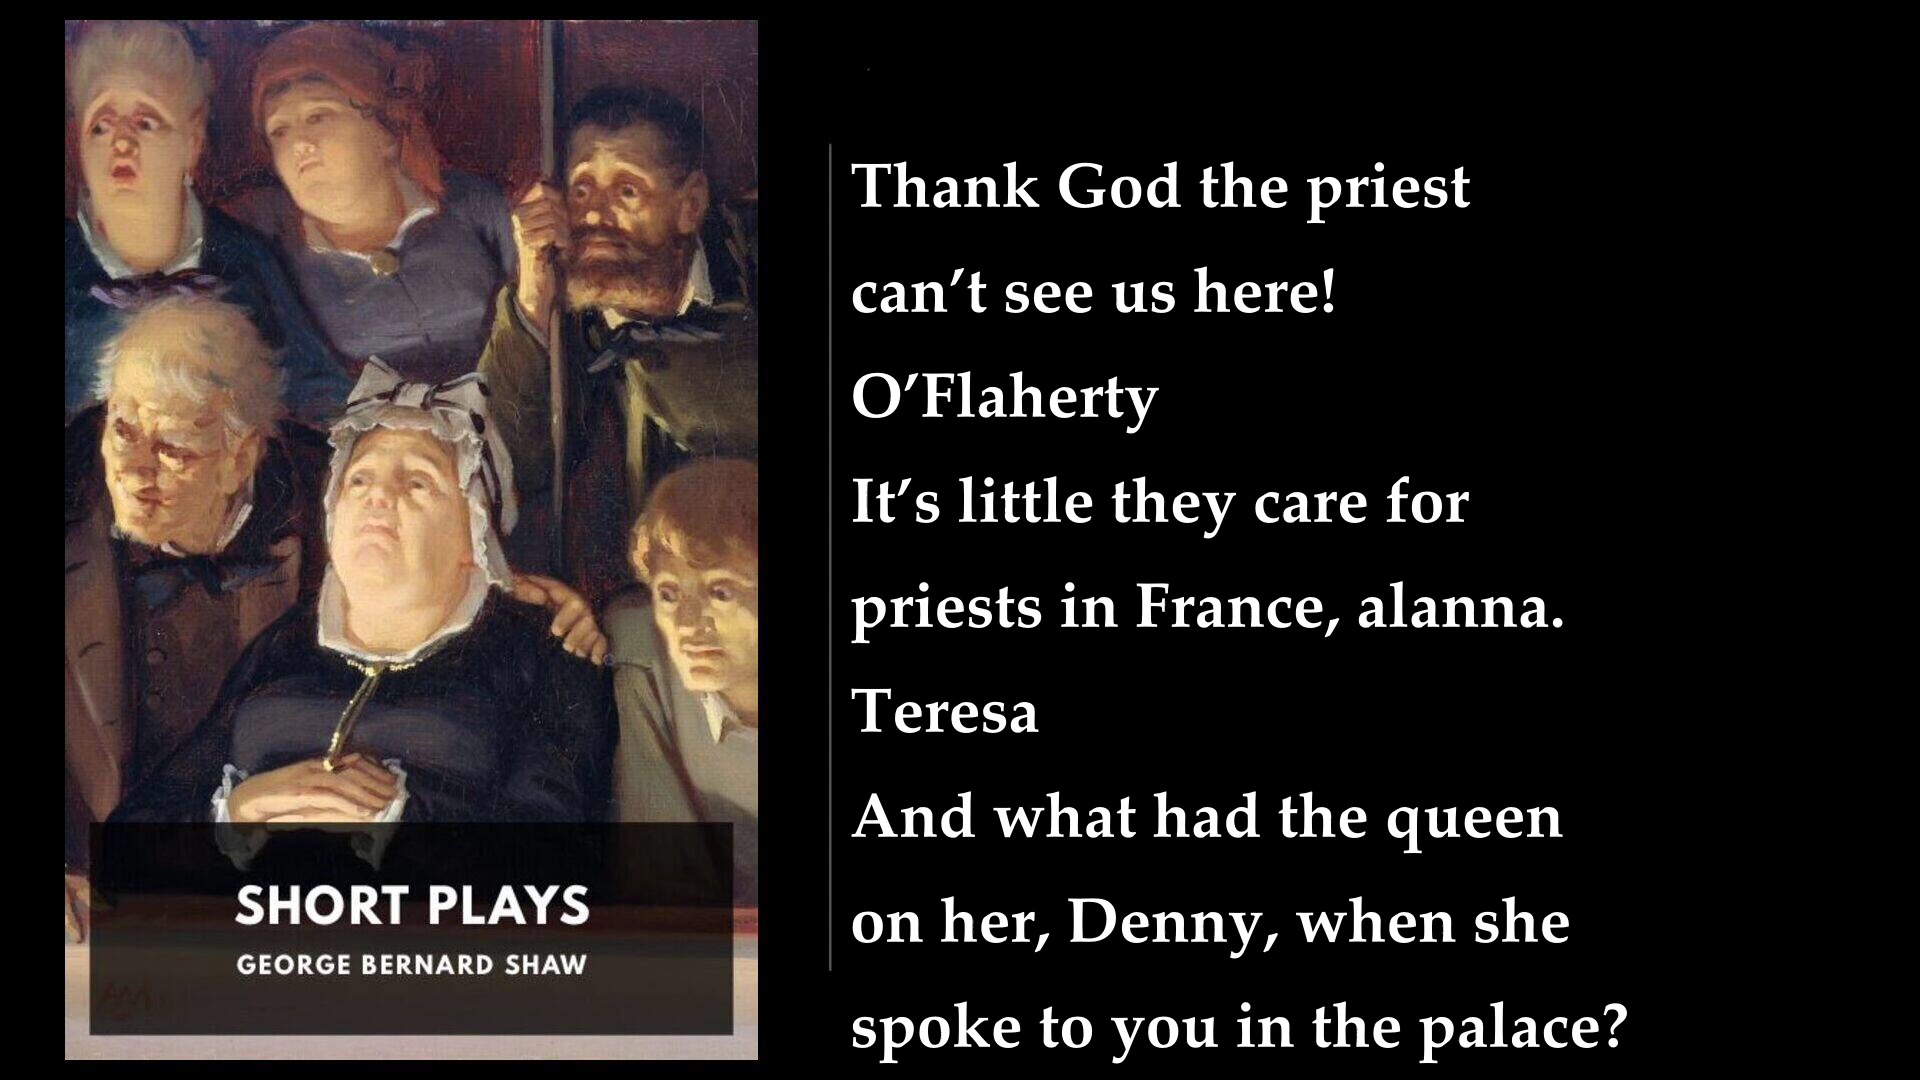 SHORT PLAYS
GEORGE BERNARD SHAW
Thank God the priest
can’t see us here!
O’Flaherty
It’s little they care for
priests in France, alanna.
Teresa
And what had the queen
on her, Denny, when she
spoke to you in the palace?